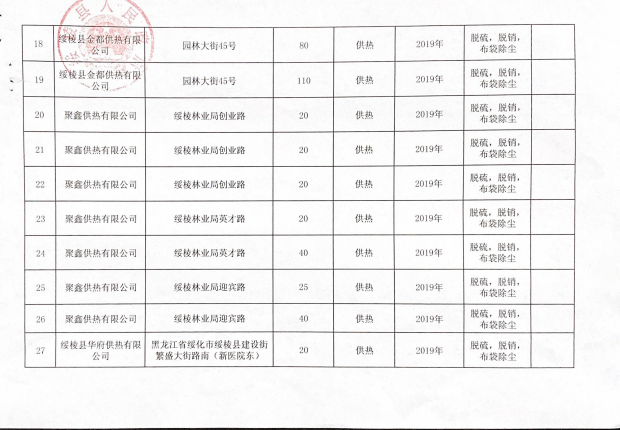 18 绥棱县金都供热有限公司 园林大街45号 80 供热 2019年 脱硫，脱销，布袋除尘
19 绥棱县金都供热有限公司 园林大街45号 110 供热 2019年 脱硫，脱销，布袋除尘
20 聚鑫供热有限公司 绥棱林业局创业路 20 供热 2019年 脱硫，脱销，布袋除尘
21 聚鑫供热有限公司 绥棱林业局创业路 20 供热 2019年 脱硫，脱销，布袋除尘
22 聚鑫供热有限公司 绥棱林业局创业路 20 供热 2019年 脱硫，脱销，布袋除尘
23 聚鑫供热有限公司 绥棱林业局英才路 20 供热 2019年 脱硫，脱销，布袋除尘
24 聚鑫供热有限公司 绥棱林业局英才路 40 供热 2019年 脱硫，脱销，布袋除尘
25 聚鑫供热有限公司 绥棱林业局迎宾路 25 供热 2019年 脱硫，脱销，布袋除尘
26 聚鑫供热有限公司 绥棱林业局迎宾路 40 供热 2019年 脱硫，脱销，布袋除尘
27 绥棱县华府供热有限公司 黑龙江省绥化市绥棱县建设街繁盛大街路南（新医院东） 20 供热 2019年 脱硫，脱销，布袋除尘